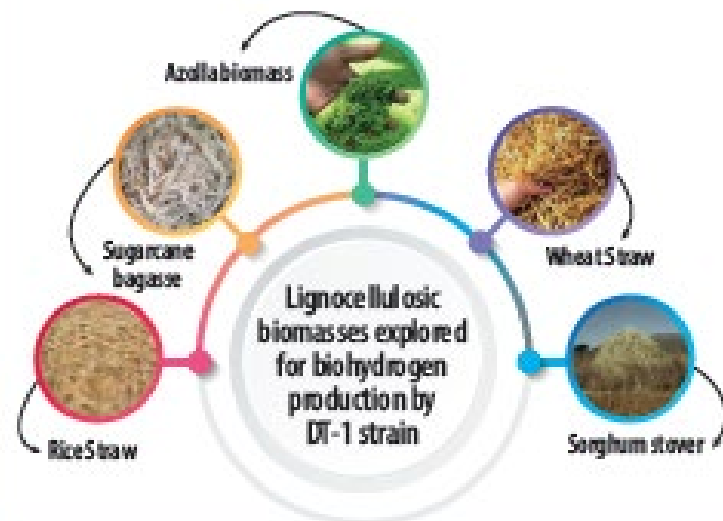 Azolla biomass
Sugarcane
bagasse
Wheat Straw
Lignocellulosic
biomasses explored
for biohydrogen
production by
DT-1 strain
Rice Straw
Sorghum stover